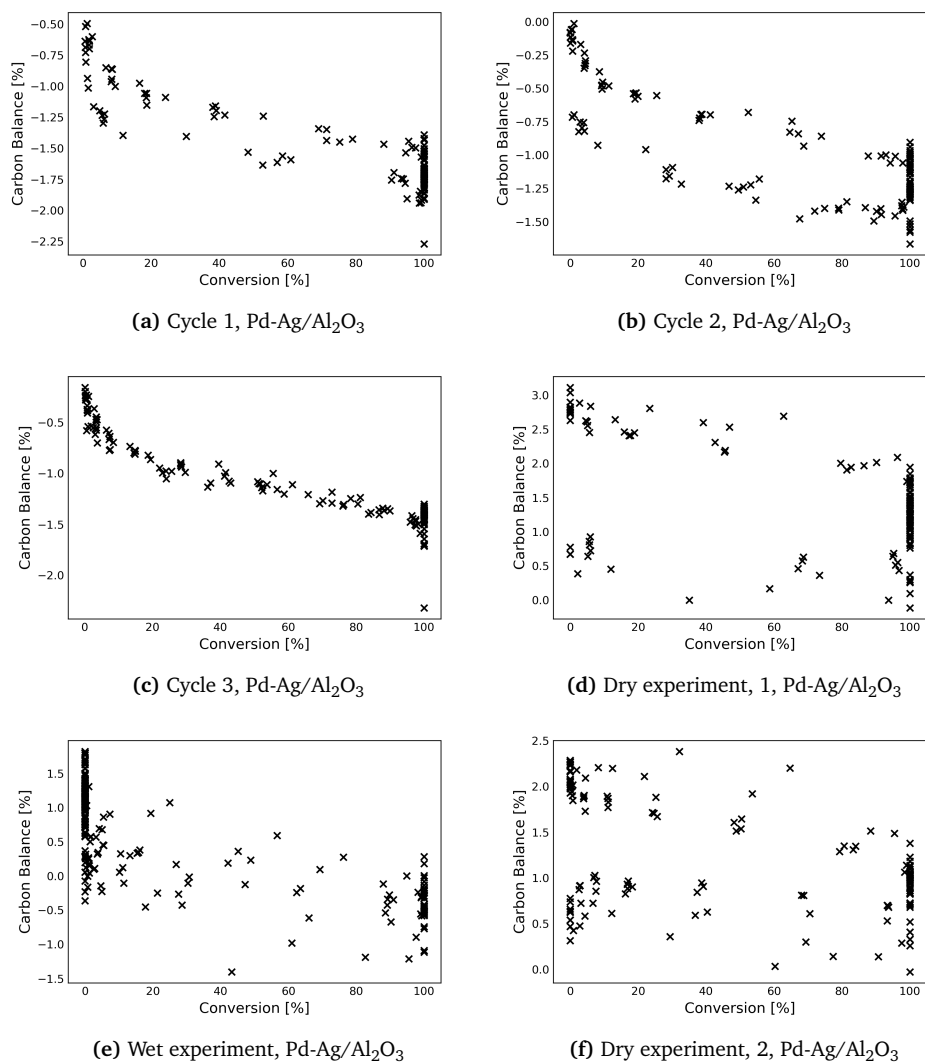 −0.50
−0.75
−1.00
−1.25
−1.50
−1.75
−2.00
−2.25
Carbon Balance [%]
0 20 40 60 80 100
Conversion [%]
(a) Cycle 1, Pd-Ag/Al₂O₃
0.00
−0.25
−0.50
−0.75
−1.00
−1.25
−1.50
Carbon Balance [%]
0 20 40 60 80 100
Conversion [%]
(b) Cycle 2, Pd-Ag/Al₂O₃
−0.5
−1.0
−1.5
−2.0
Carbon Balance [%]
0 20 40 60 80 100
Conversion [%]
(c) Cycle 3, Pd-Ag/Al₂O₃
3.0
2.5
2.0
1.5
1.0
0.5
0.0
Carbon Balance [%]
0 20 40 60 80 100
Conversion [%]
(d) Dry experiment, 1, Pd-Ag/Al₂O₃
1.5
1.0
0.5
0.0
−0.5
−1.0
−1.5
Carbon Balance [%]
0 20 40 60 80 100
Conversion [%]
(e) Wet experiment, Pd-Ag/Al₂O₃
2.5
2.0
1.5
1.0
0.5
0.0
Carbon Balance [%]
0 20 40 60 80 100
Conversion [%]
(f) Dry experiment, 2, Pd-Ag/Al₂O₃